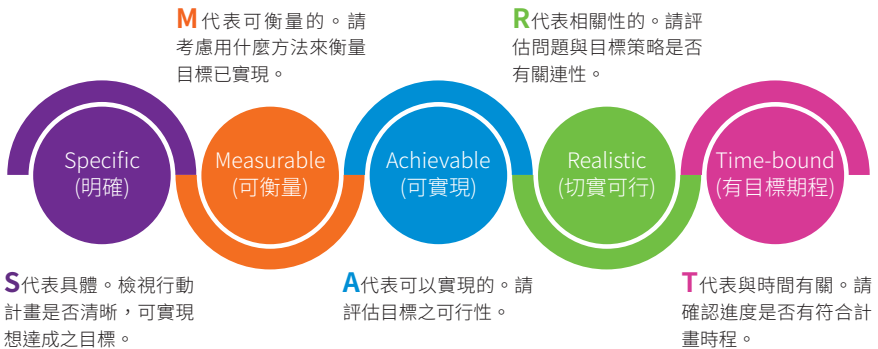 M代表可衡量的。請
考慮用什麼方法來衡量
目標已實現。
R代表相關性的。請評
估問題與目標策略是否
有關連性。
Specific
(明確)
Measurable
(可衡量)
Achievable
(可實現)
Realistic
(切實可行)
Time-bound
(有目標期程)
S代表具體。檢視行動
計畫是否清晰，可實現
想達成之目標。
A代表可以實現的。請
評估目標之可行性。
T代表與時間有關。請
確認進度是否有符合計
畫時程。